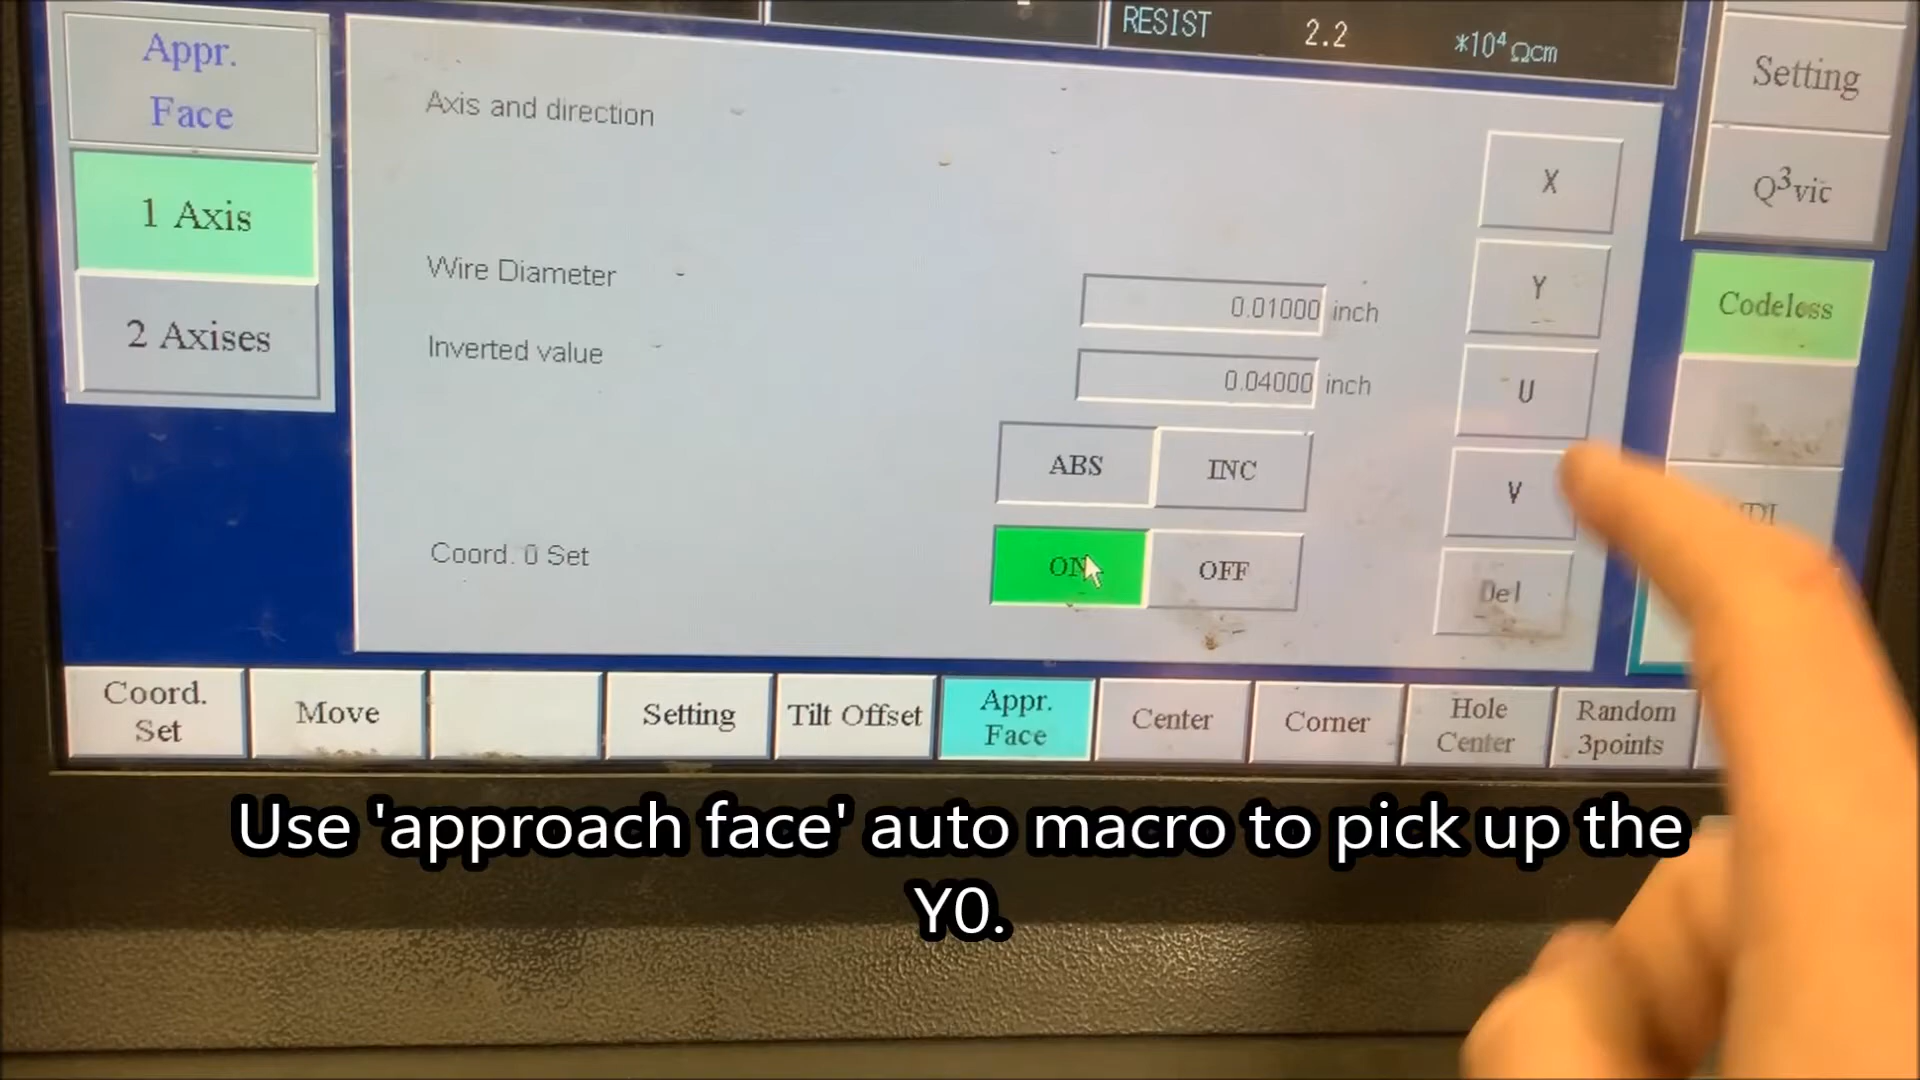 RESIST 2.2 *10⁴ Ωcm
Appr.
Face
1 Axis
2 Axises
Axis and direction
Wire Diameter
0.01000 inch
Inverted value
0.04000 inch
ABS INC
Coord. 0 Set
ON OFF
X
Y
U
V
Del
Setting
Q³vic
Codeless
Coord.
Set
Move
Setting
Tilt Offset
Appr.
Face
Center
Corner
Hole
Center
Random
3points
Use 'approach face' auto macro to pick up the
Y0.